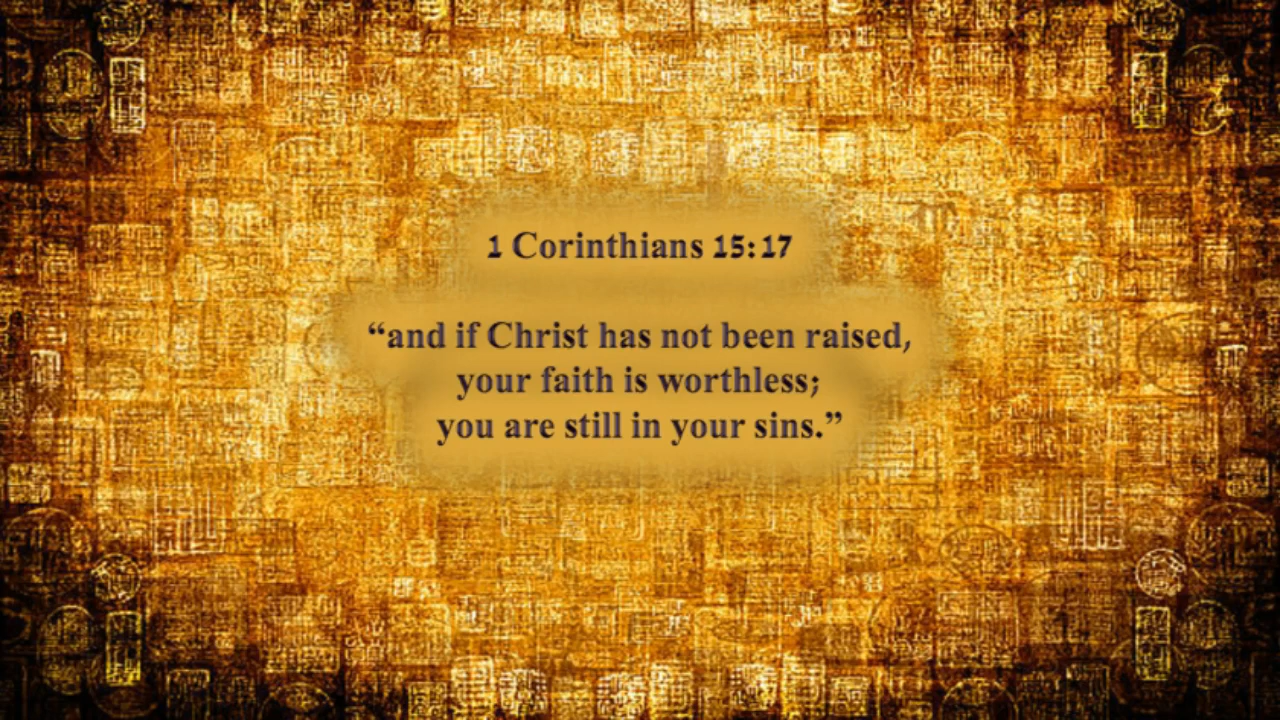 1 Corinthians 15:17
“and if Christ has not been raised,
your faith is worthless;
you are still in your sins.”